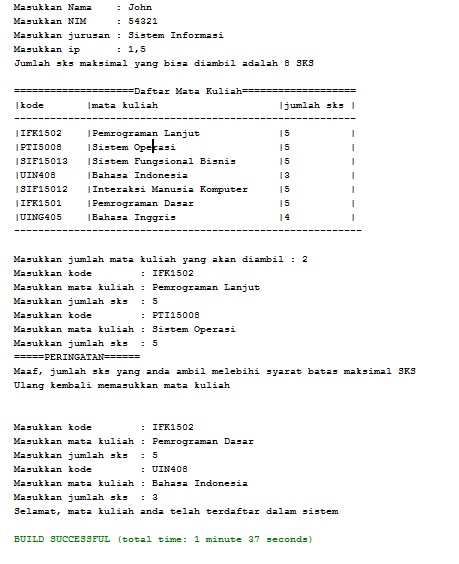 Masukkan Nama    : John
Masukkan NIM     : 54321
Masukkan jurusan : Sistem Informasi
Masukkan ip      : 1,5
Jumlah sks maksimal yang bisa diambil adalah 8 SKS
====================Daftar Mata Kuliah===================
|kode      |mata kuliah                 |jumlah sks |
----------------------------------------------------------
|IFK1502   |Pemrograman Lanjut          |5          |
|PTI5008   |Sistem Operasi              |5          |
|SIF15013  |Sistem Fungsional Bisnis    |5          |
|UIN408    |Bahasa Indonesia            |3          |
|SIF15012  |Interaksi Manusia Komputer  |5          |
|IFK1501   |Pemrograman Dasar           |5          |
|UING405   |Bahasa Inggris              |4          |
----------------------------------------------------------
Masukkan jumlah mata kuliah yang akan diambil : 2
Masukkan kode        : IFK1502
Masukkan mata kuliah : Pemrograman Lanjut
Masukkan jumlah sks  : 5
Masukkan kode        : PTI15008
Masukkan mata kuliah : Sistem Operasi
Masukkan jumlah sks  : 5
=====PERINGATAN======
Maaf, jumlah sks yang anda ambil melebihi syarat batas maksimal SKS
Ulang kembali memasukkan mata kuliah
Masukkan kode        : IFK1502
Masukkan mata kuliah : Pemrograman Dasar
Masukkan jumlah sks  : 5
Masukkan kode        : UIN408
Masukkan mata kuliah : Bahasa Indonesia
Masukkan jumlah sks  : 3
Selamat, mata kuliah anda telah terdaftar dalam sistem
BUILD SUCCESSFUL (total time: 1 minute 37 seconds)